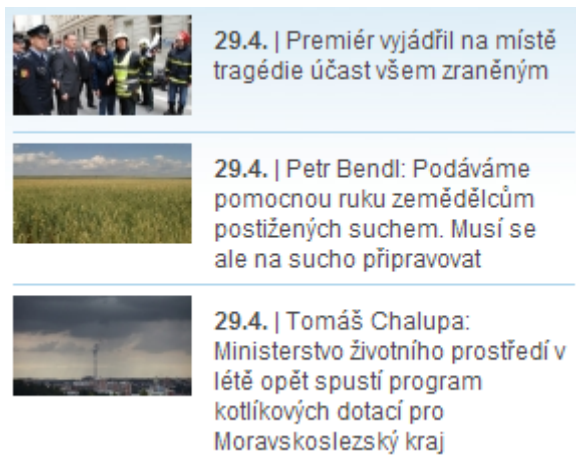 29.4. | Premiér vyjádřil na místě
tragédie účast všem zraněným
29.4. | Petr Bendl: Podáváme
pomocnou ruku zemědělcům
postižených suchem. Musí se
ale na sucho připravovat
29.4. | Tomáš Chalupa:
Ministerstvo životního prostředí v
létě opět spustí program
kotlíkových dotací pro
Moravskoslezský kraj